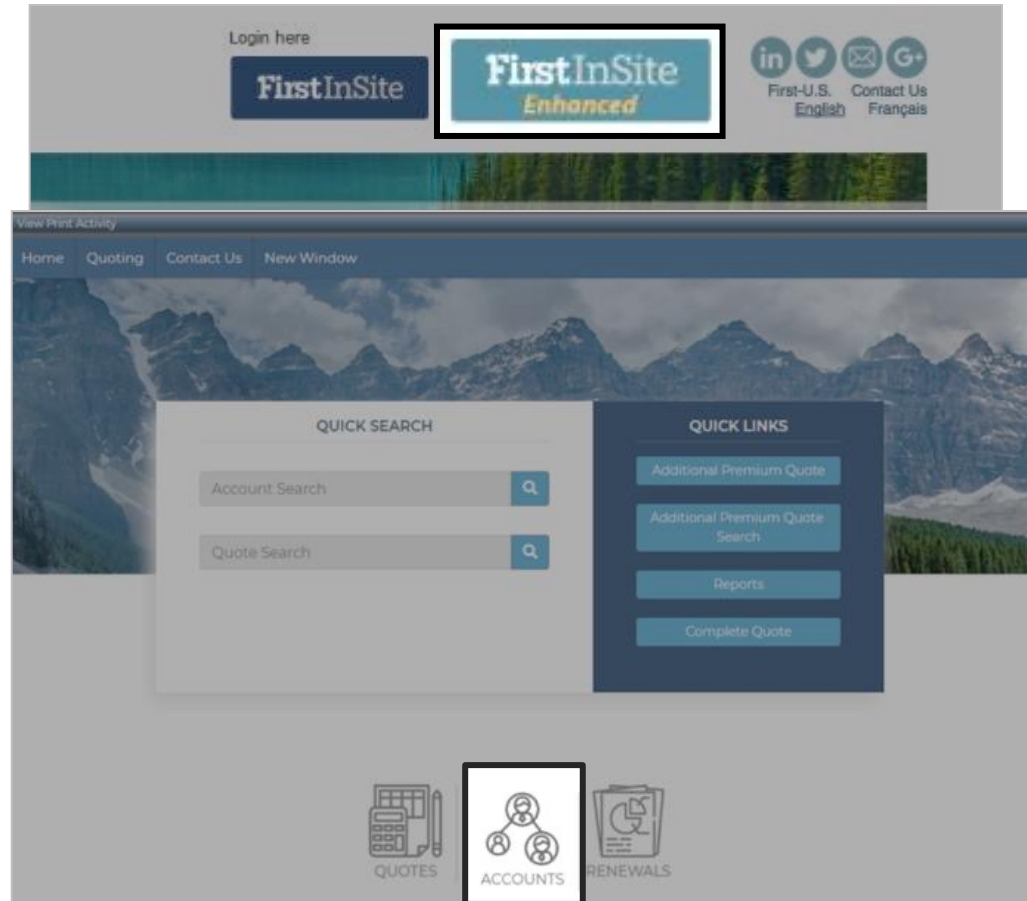 Login here
FirstInSite
FirstInSite
Enhanced
First-U.S. Contact Us
English Français
View Print Activity
Home Quoting Contact Us New Window
QUICK SEARCH
Account Search
Quote Search
QUICK LINKS
Additional Premium Quote
Additional Premium Quote
Search
Reports
Complete Quote
QUOTES
ACCOUNTS
RENEWALS